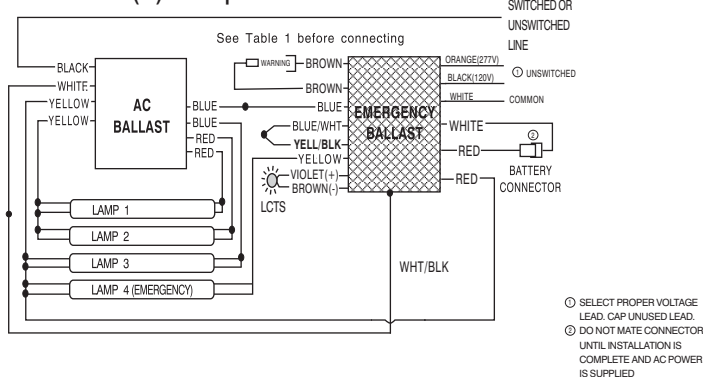 SWITCHED OR
UNSWITCHED
LINE
See Table 1 before connecting
BLACK
WHITE
YELLOW
YELLOW
AC
BALLAST
BLUE
BLUE
RED
RED
WARNING
BROWN
BROWN
BLUE
BLUE/WHT
YELL/BLK
YELLOW
VIOLET(+)
BROWN(-)
LCTS
EMERGENCY
BALLAST
ORANGE(277V)
BLACK(120V)
① UNSWITCHED
WHITE
COMMON
WHITE
②
RED
BATTERY
CONNECTOR
RED
LAMP 1
LAMP 2
LAMP 3
LAMP 4 (EMERGENCY)
WHT/BLK
① SELECT PROPER VOLTAGE
LEAD. CAP UNUSED LEAD.
② DO NOT MATE CONNECTOR
UNTIL INSTALLATION IS
COMPLETE AND AC POWER
IS SUPPLIED